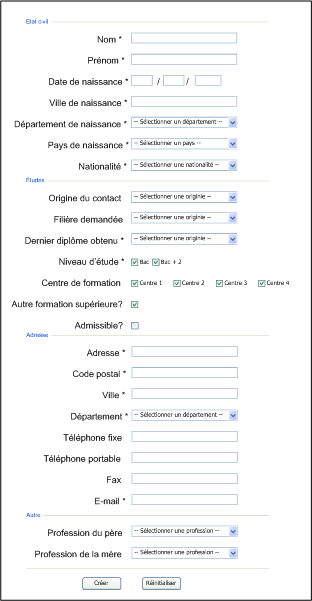 Etat civil
Nom *
Prénom *
Date de naissance * / /
Ville de naissance *
Département de naissance * -- Sélectionner un département --
Pays de naissance * -- Sélectionner un pays --
Nationalité * -- Sélectionner une nationalité --
Études
Origine du contact -- Sélectionner une originie --
Filière demandée -- Sélectionner une originie --
Dernier diplôme obtenu * -- Sélectionner une originie --
Niveau d'étude * Bac Bac + 2
Centre de formation Centre 1 Centre 2 Centre 3 Centre 4
Autre formation supérieure?
Admissible?
Adresse
Adresse *
Code postal *
Ville *
Département * -- Sélectionner un département --
Téléphone fixe
Téléphone portable
Fax
E-mail *
Autre
Profession du père -- Sélectionner une profession --
Profession de la mère -- Sélectionner une profession --
Créer Réinitialiser